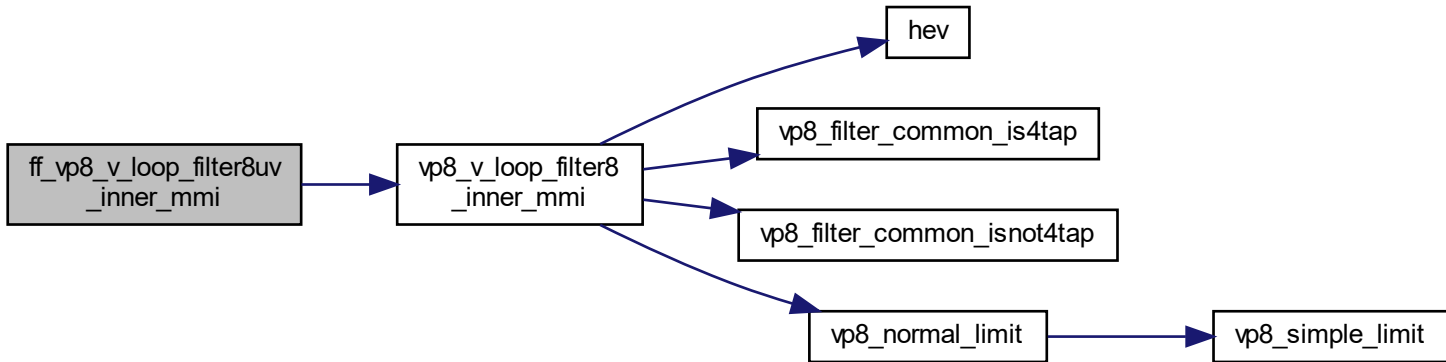 hev
vp8_filter_common_is4tap
ff_vp8_v_loop_filter8uv
_inner_mmi
vp8_v_loop_filter8
_inner_mmi
vp8_filter_common_isnot4tap
vp8_normal_limit
vp8_simple_limit